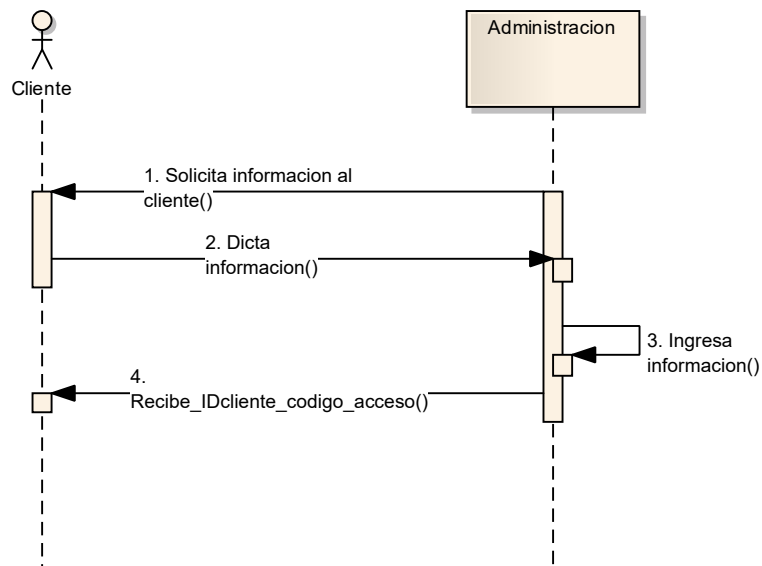 Cliente
Administracion
1. Solicita informacion al
cliente()
2. Dicta
informacion()
3. Ingresa
informacion()
4.
Recibe_IDcliente_codigo_acceso()